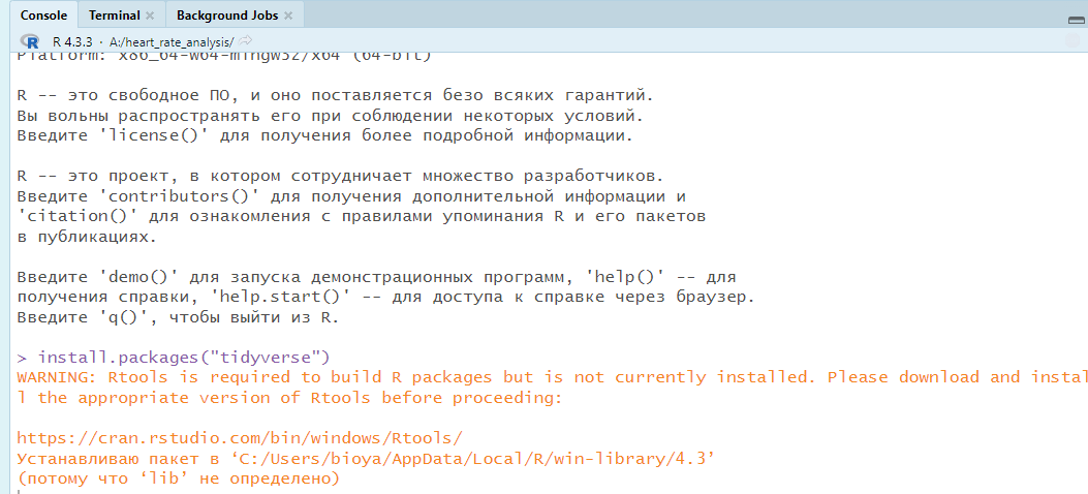 Console Terminal Background Jobs
R 4.3.3 · A:/heart_rate_analysis/
Platform: x86_64-w64-mingw32/x64 (64-bit)
R -- это свободное ПО, и оно поставляется безо всяких гарантий.
Вы вольны распространять его при соблюдении некоторых условий.
Введите 'license()' для получения более подробной информации.
R -- это проект, в котором сотрудничает множество разработчиков.
Введите 'contributors()' для получения дополнительной информации и
'citation()' для ознакомления с правилами упоминания R и его пакетов
в публикациях.
Введите 'demo()' для запуска демонстрационных программ, 'help()' -- для
получения справки, 'help.start()' -- для доступа к справке через браузер.
Введите 'q()', чтобы выйти из R.
> install.packages("tidyverse")
WARNING: Rtools is required to build R packages but is not currently installed. Please download and instal
l the appropriate version of Rtools before proceeding:
https://cran.rstudio.com/bin/windows/Rtools/
Устанавливаю пакет в ‘C:/Users/bioya/AppData/Local/R/win-library/4.3’
(потому что ‘lib’ не определено)